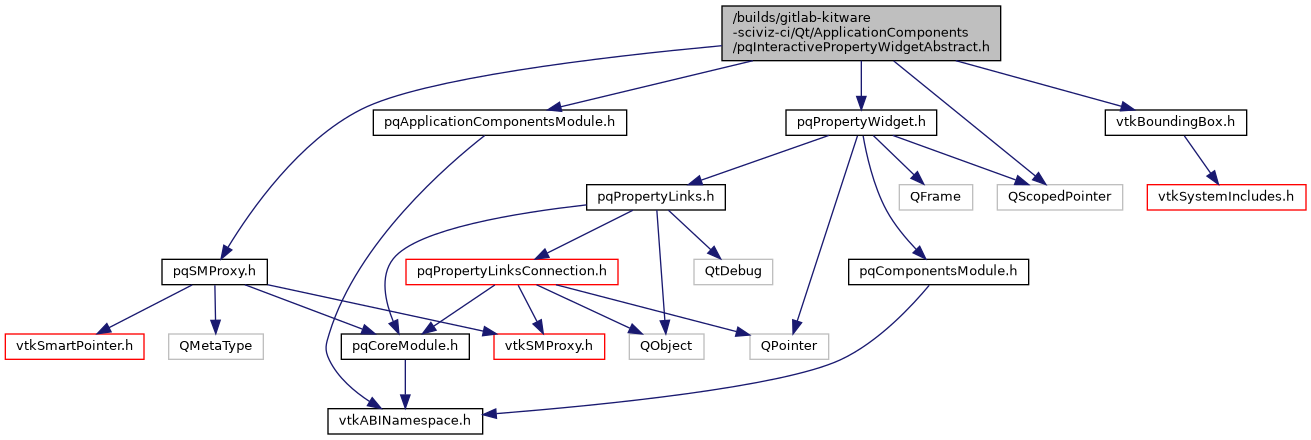 /builds/gitlab-kitware
-sciviz-ci/Qt/ApplicationComponents
/pqInteractivePropertyWidgetAbstract.h
pqApplicationComponentsModule.h
pqPropertyWidget.h
vtkBoundingBox.h
pqPropertyLinks.h
QFrame
QScopedPointer
vtkSystemIncludes.h
pqSMProxy.h
pqPropertyLinksConnection.h
QtDebug
pqComponentsModule.h
vtkSmartPointer.h
QMetaType
pqCoreModule.h
vtkSMProxy.h
QObject
QPointer
vtkABINamespace.h